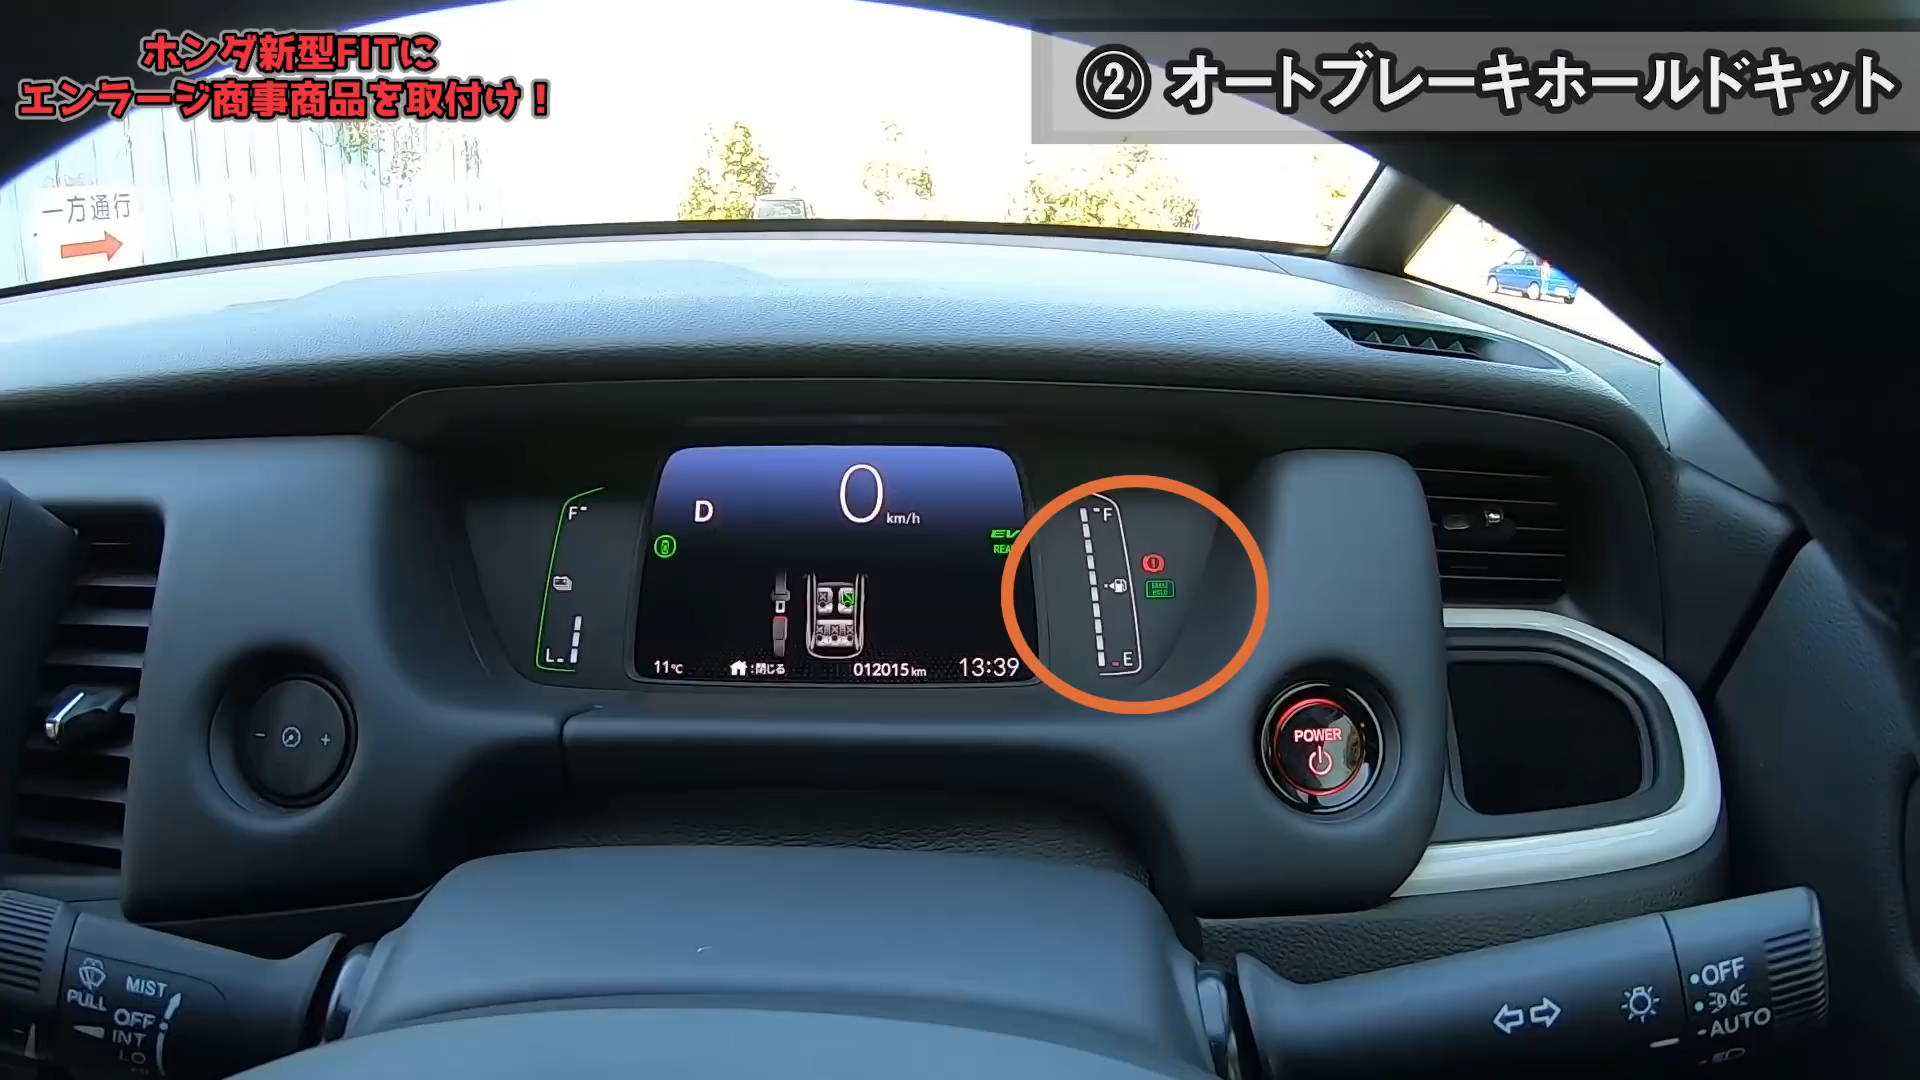 ホンダ新型FITに
エンラージ商事商品を取付け！
② オートブレーキホールドキット
一方通行
D
0 km/h
EV
F
F
L
E
11℃
:閉じる
012015 km
13:39
POWER
MIST
PULL
OFF
INT
LO
OFF
AUTO